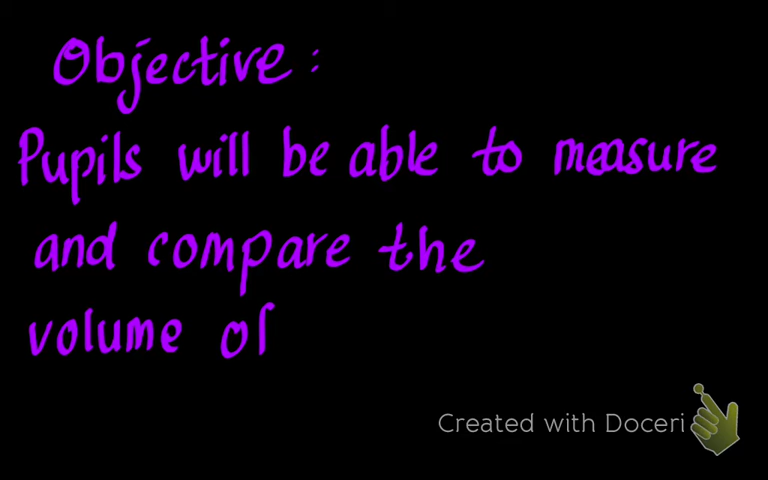 Objective :
Pupils will be able to measure
and compare the
volume of
Created with Doceri